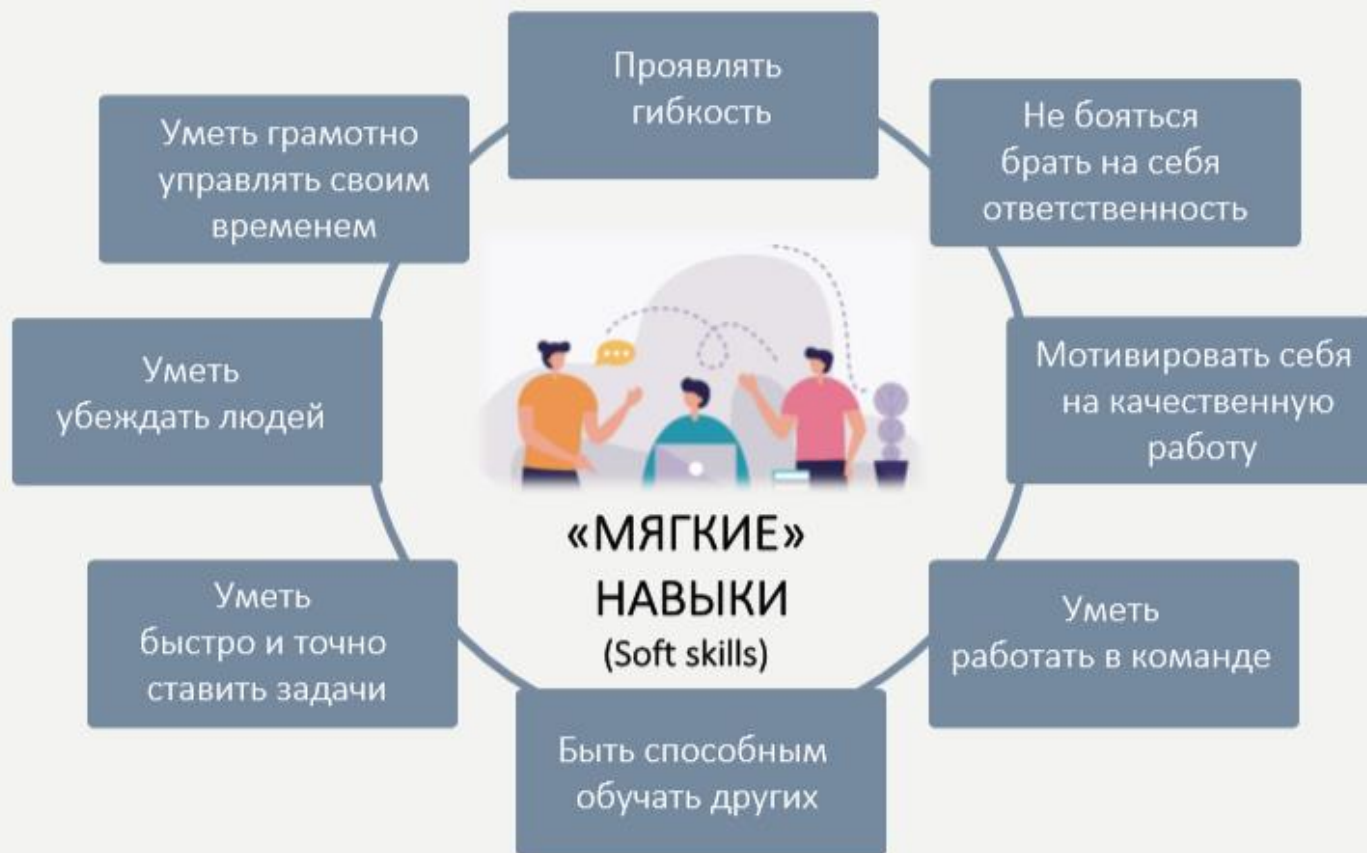 Проявлять
гибкость
Не бояться
брать на себя
ответственность
Мотивировать себя
на качественную
работу
Уметь
работать в команде
Быть способным
обучать других
Уметь
быстро и точно
ставить задачи
Уметь
убеждать людей
Уметь грамотно
управлять своим
временем
«МЯГКИЕ»
НАВЫКИ
(Soft skills)